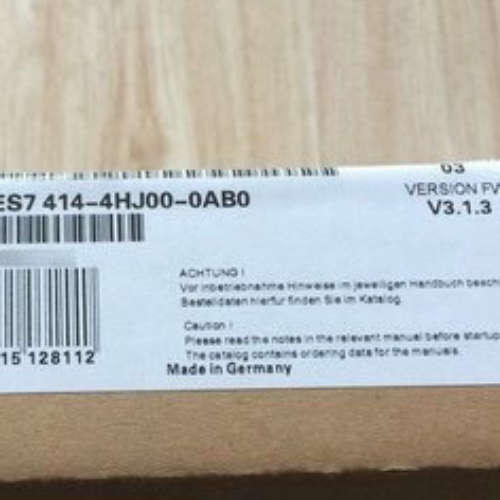 03
ES7 414-4HJ00-0AB0
VERSION FW
V3.1.3
ACHTUNG !
Vor Inbetriebnahme Hinweise im jeweiligen Handbuch beach
Bestelldaten hierfur finden Sie im Katalog.
Caution !
Please read the notes in the relevant manual before startup
The catalog contains ordering data for the manuals.
15 128112
Made in Germany